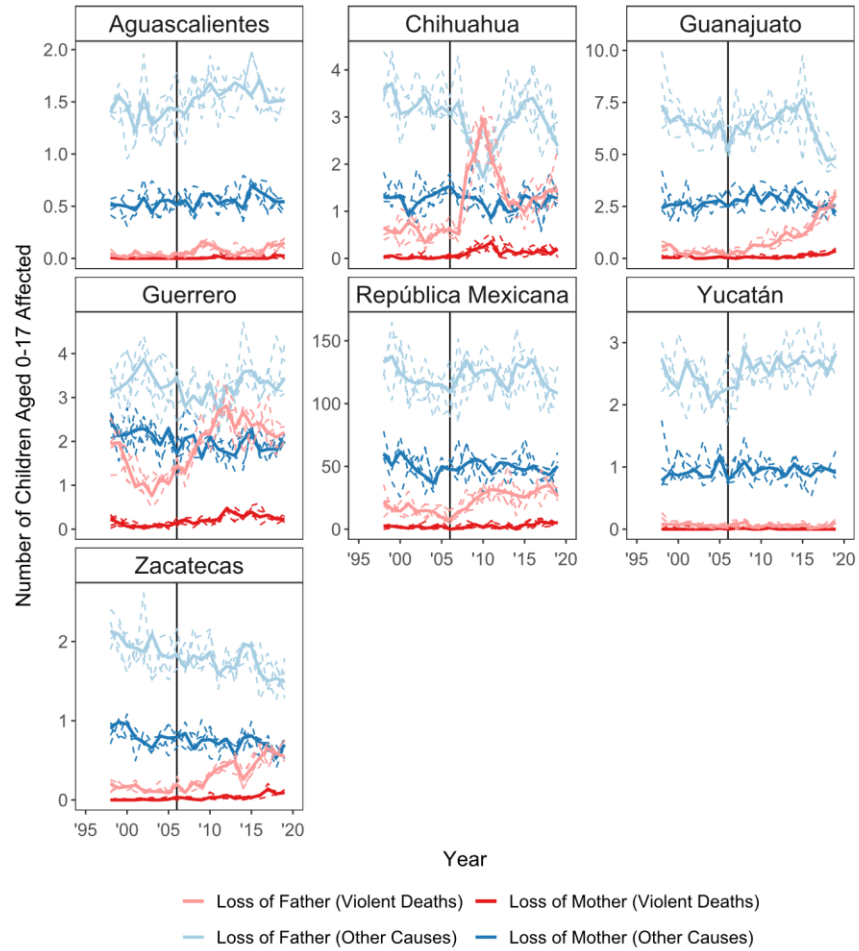 Number of Children Aged 0-17 Affected
Aguascalientes
2.0
1.5
1.0
0.5
0.0
Chihuahua
4
3
2
1
0
Guanajuato
10.0
7.5
5.0
2.5
0.0
Guerrero
4
3
2
1
0
República Mexicana
150
100
50
0
'95 '00 '05 '10 '15 '20
Yucatán
3
2
1
0
'95 '00 '05 '10 '15 '20
Zacatecas
2
1
0
'95 '00 '05 '10 '15 '20
Year
Loss of Father (Violent Deaths) Loss of Mother (Violent Deaths)
Loss of Father (Other Causes) Loss of Mother (Other Causes)